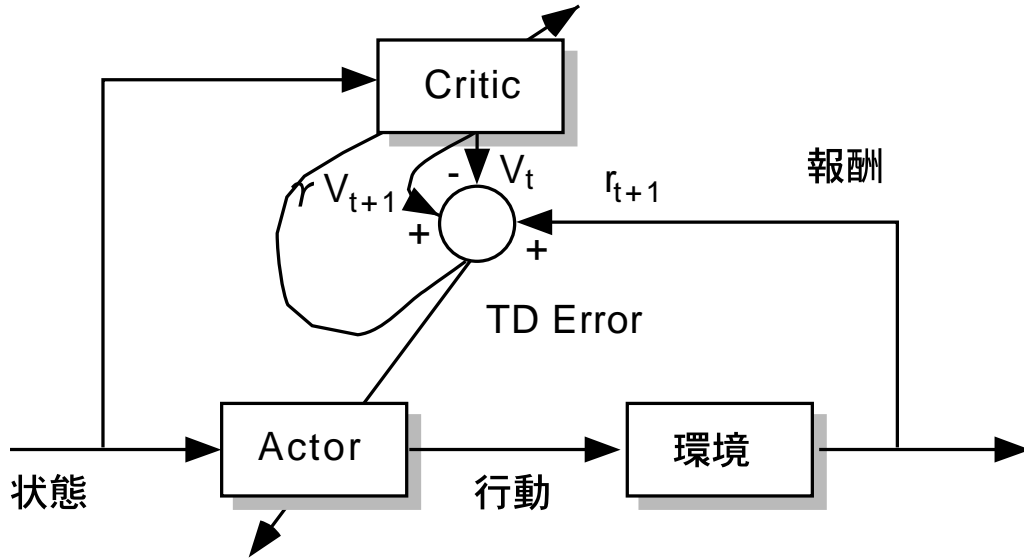 Critic
報酬
- V_t
γ V_{t+1}
r_{t+1}
+
+
TD Error
Actor
環境
状態
行動